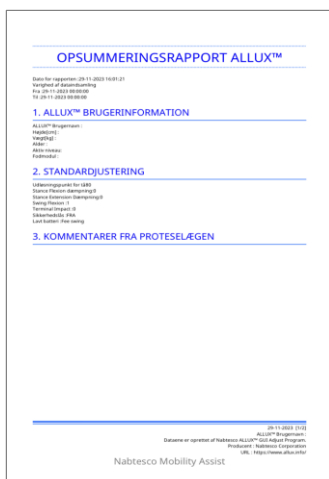 OPSUMMERINGSRAPPORT ALLUX™
Dato for rapporten :29-11-2023 16:01:21
Varighed af dataindsamling
Fra :29-11-2023 00:00:00
Til :29-11-2023 00:00:00
1. ALLUX™ BRUGERINFORMATION
ALLUX™ Brugernavn :
Højde[cm] :
Vægt[kg] :
Alder :
Aktiv-niveau:
Fodmodul :
2. STANDARDJUSTERING
Udløsningspunkt for tå80
Stance Flexion dæmpning:0
Stance Extension Dæmpning:0
Swing Flexion :1
Terminal Impact :0
Sikkerhedslås :FRA
Lavt batteri :Fee swing
3. KOMMENTARER FRA PROTESELÆGEN
29-11-2023 [1/2]
ALLUX™ Brugernavn :
Dataene er oprettet af Nabtesco ALLUX™ GUI Adjust Program.
Producent : Nabtesco Corporation
URL : https://www.allux.info/
Nabtesco Mobility Assist